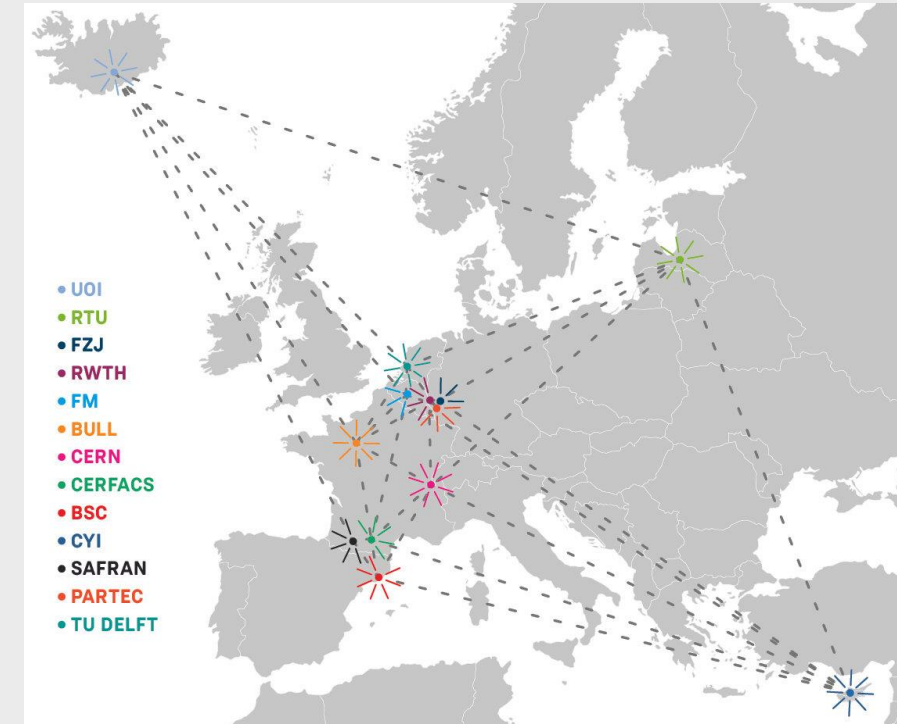 UOI
RTU
FZJ
RWTH
FM
BULL
CERN
CERFACS
BSC
CYI
SAFRAN
PARTEC
TU DELFT